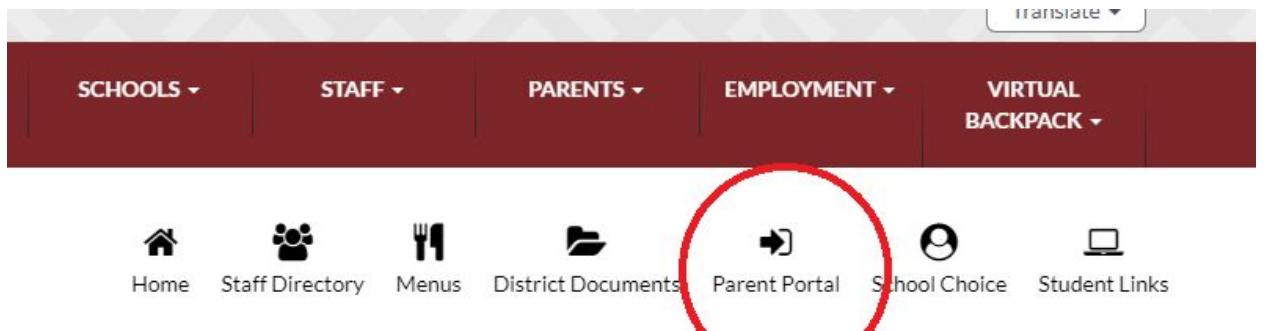 Translate
SCHOOLS STAFF PARENTS EMPLOYMENT VIRTUAL
BACKPACK
Home Staff Directory Menus District Documents Parent Portal School Choice Student Links